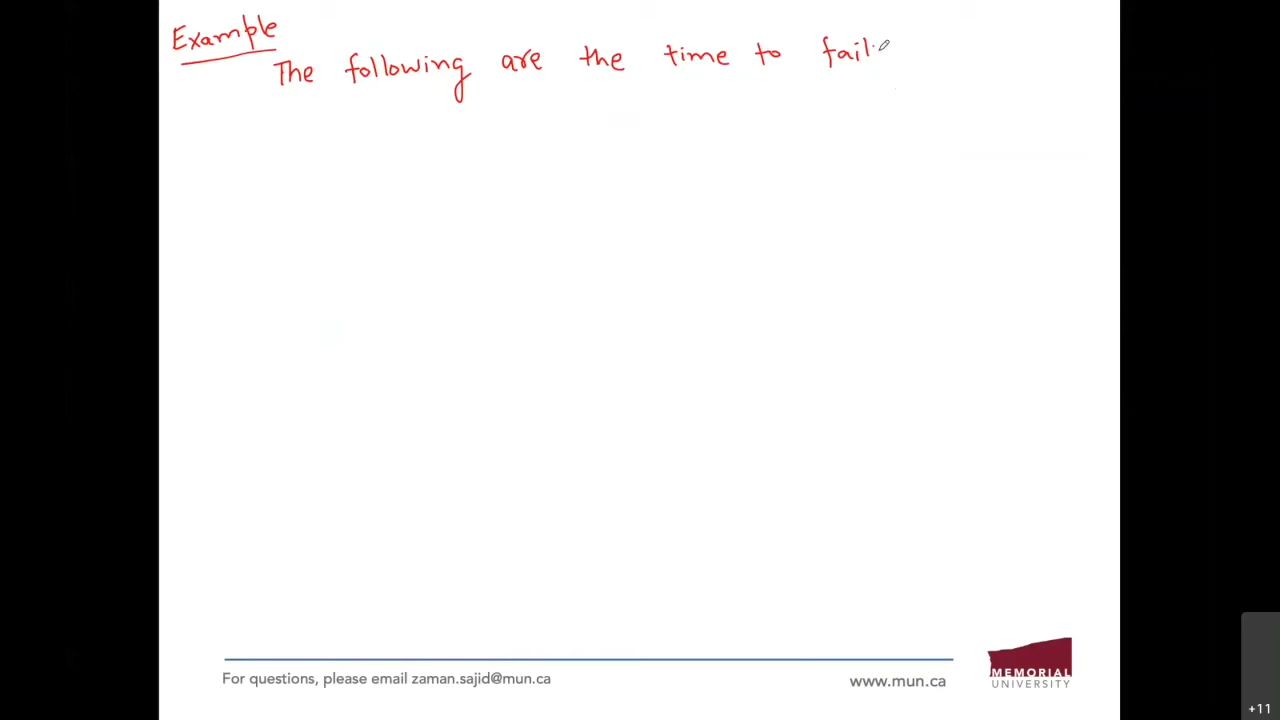 Example
The following are the time to fail
For questions, please email zaman.sajid@mun.ca
www.mun.ca
MEMORIAL
UNIVERSITY
+11